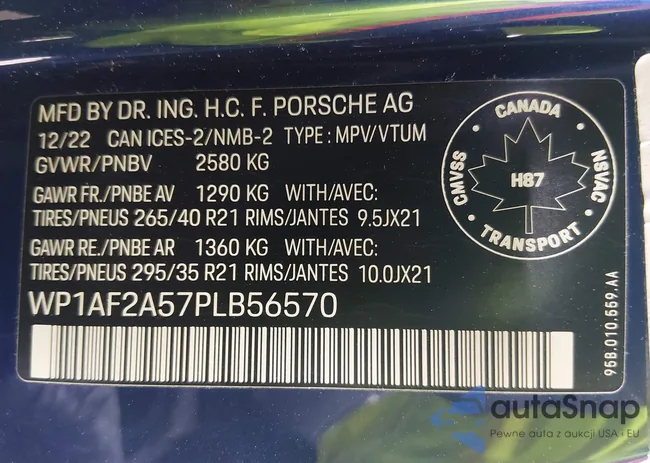 MFD BY DR. ING. H.C. F. PORSCHE AG
12/22 CAN ICES-2/NMB-2 TYPE: MPV/VTUM
GVWR/PNBV 2580 KG
GAWR FR./PNBE AV 1290 KG WITH/AVEC:
TIRES/PNEUS 265/40 R21 RIMS/JANTES 9.5JX21
GAWR RE./PNBE AR 1360 KG WITH/AVEC:
TIRES/PNEUS 295/35 R21 RIMS/JANTES 10.0JX21
WP1AF2A57PLB56570
CANADA
CMVSS
H87
NSVAC
TRANSPORT
95B.010.559.AA
autaSnap
Pewne auta z aukcji USA i EU